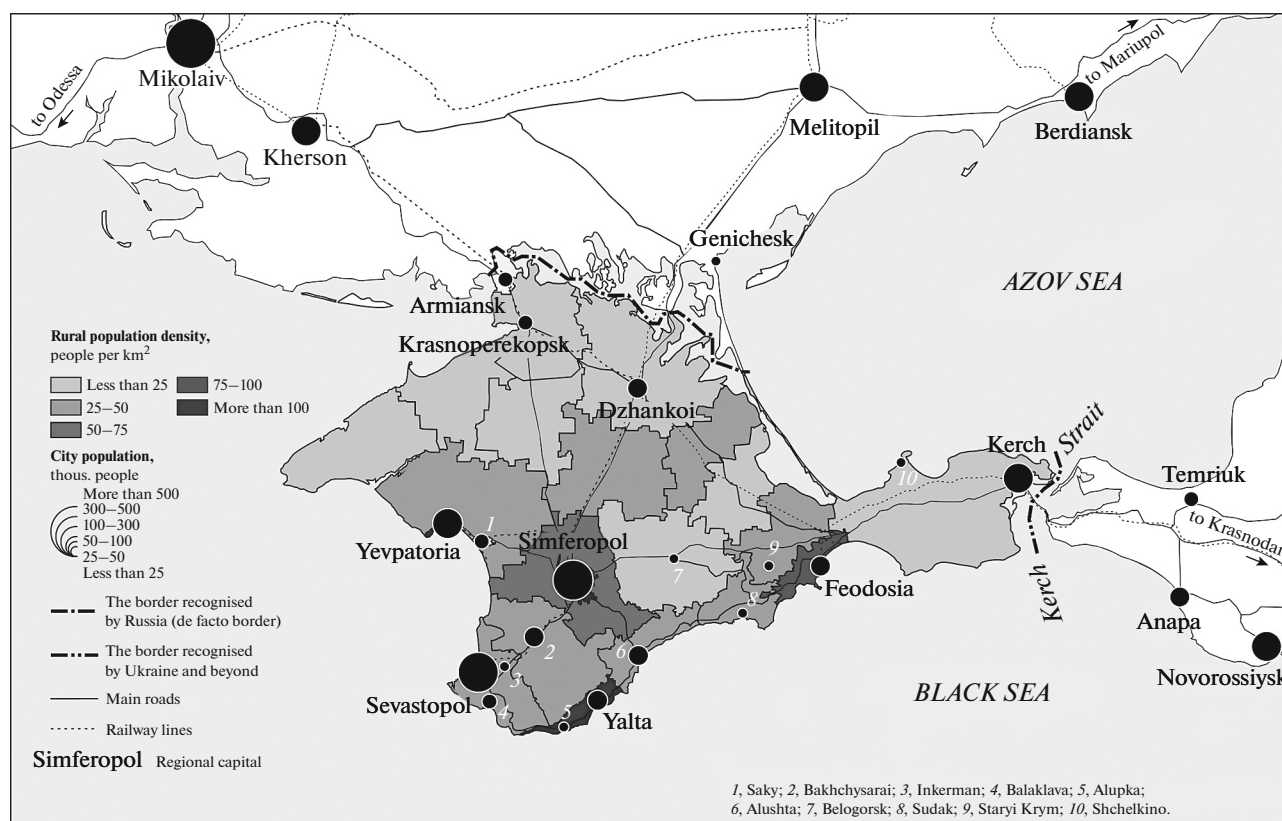 to Odessa
Mikolaiv
Kherson
Melitopil
to Mariupol
Berdiansk
Genichesk
AZOV SEA
Armiansk
Krasnoperekopsk
Dzhankoi
Rural population density,
people per km²
Less than 25
75–100
25–50
More than 100
50–75
City population,
thous. people
More than 500
300–500
100–300
50–100
25–50
Less than 25
The border recognised
by Russia (de facto border)
The border recognised
by Ukraine and beyond
Main roads
Railway lines
Simferopol Regional capital
Kerch
Kerch Strait
10
Temriuk
to Krasnodar
Yevpatoria
1
Simferopol
7
9
Feodosia
8
Anapa
Novorossiysk
2
6
3
Sevastopol
4
5
Yalta
BLACK SEA
1, Saky; 2, Bakhchysarai; 3, Inkerman; 4, Balaklava; 5, Alupka;
6, Alushta; 7, Belogorsk; 8, Sudak; 9, Staryi Krym; 10, Shchelkino.